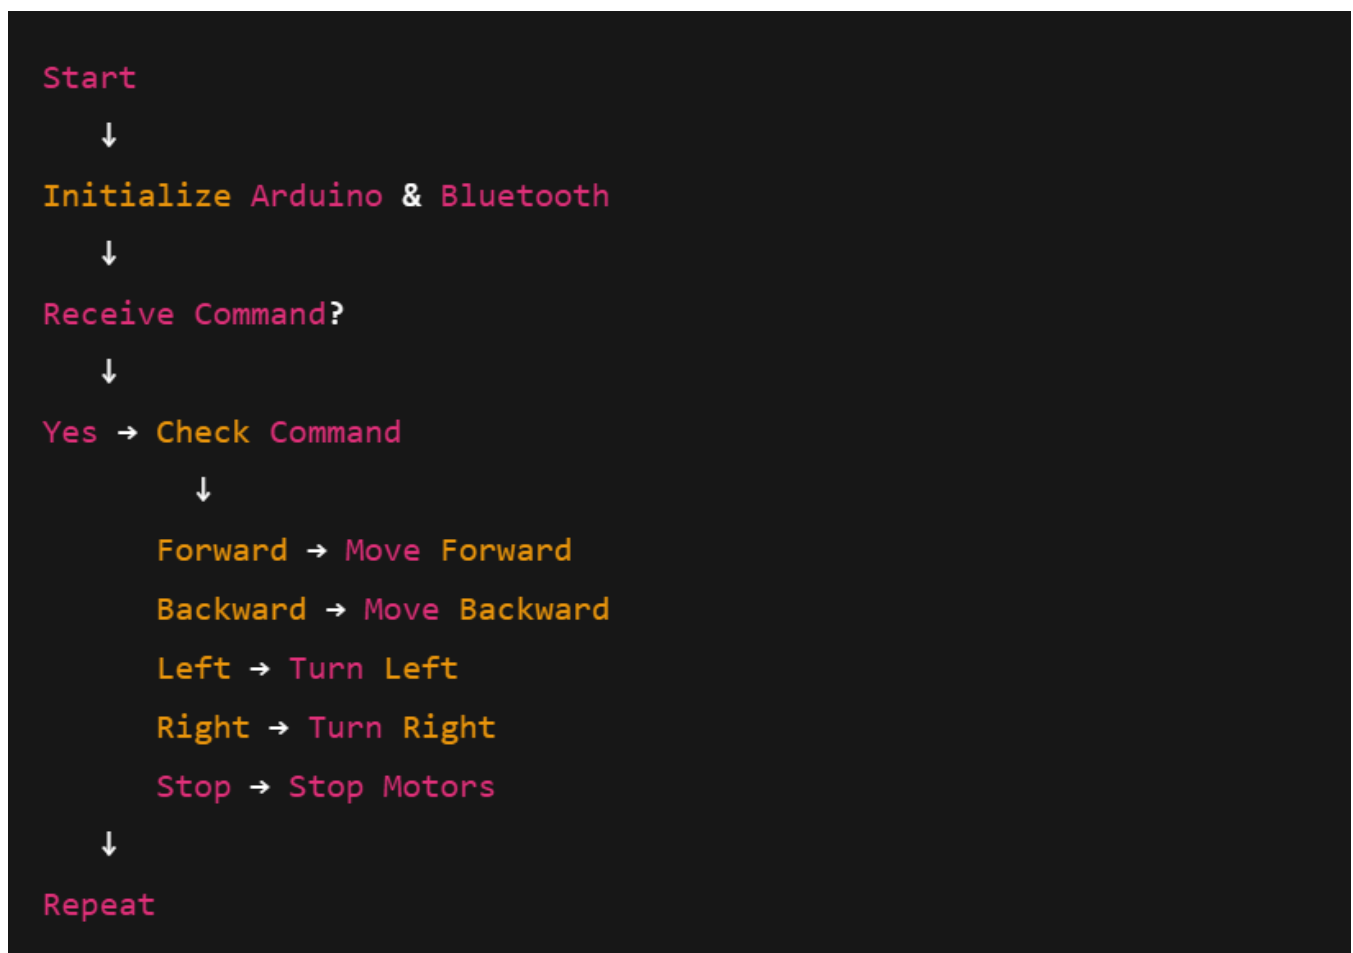 Start
↓
Initialize Arduino & Bluetooth
↓
Receive Command?
↓
Yes → Check Command
↓
Forward → Move Forward
Backward → Move Backward
Left → Turn Left
Right → Turn Right
Stop → Stop Motors
↓
Repeat